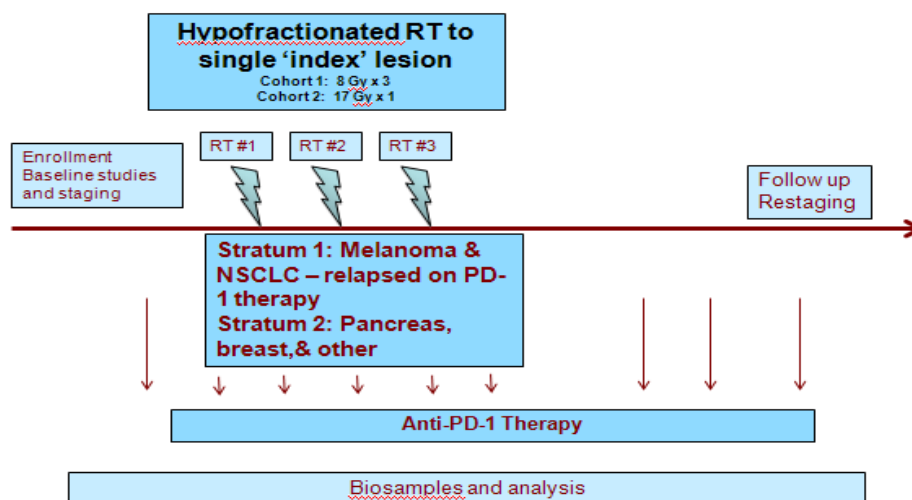 Hypofractionated RT to
single ‘index’ lesion
Cohort 1: 8 Gy x 3
Cohort 2: 17 Gy x 1
RT #1
RT #2
RT #3
Enrollment
Baseline studies
and staging
Follow up
Restaging
Stratum 1: Melanoma &
NSCLC – relapsed on PD-
1 therapy
Stratum 2: Pancreas,
breast,& other
Anti-PD-1 Therapy
Biosamples and analysis